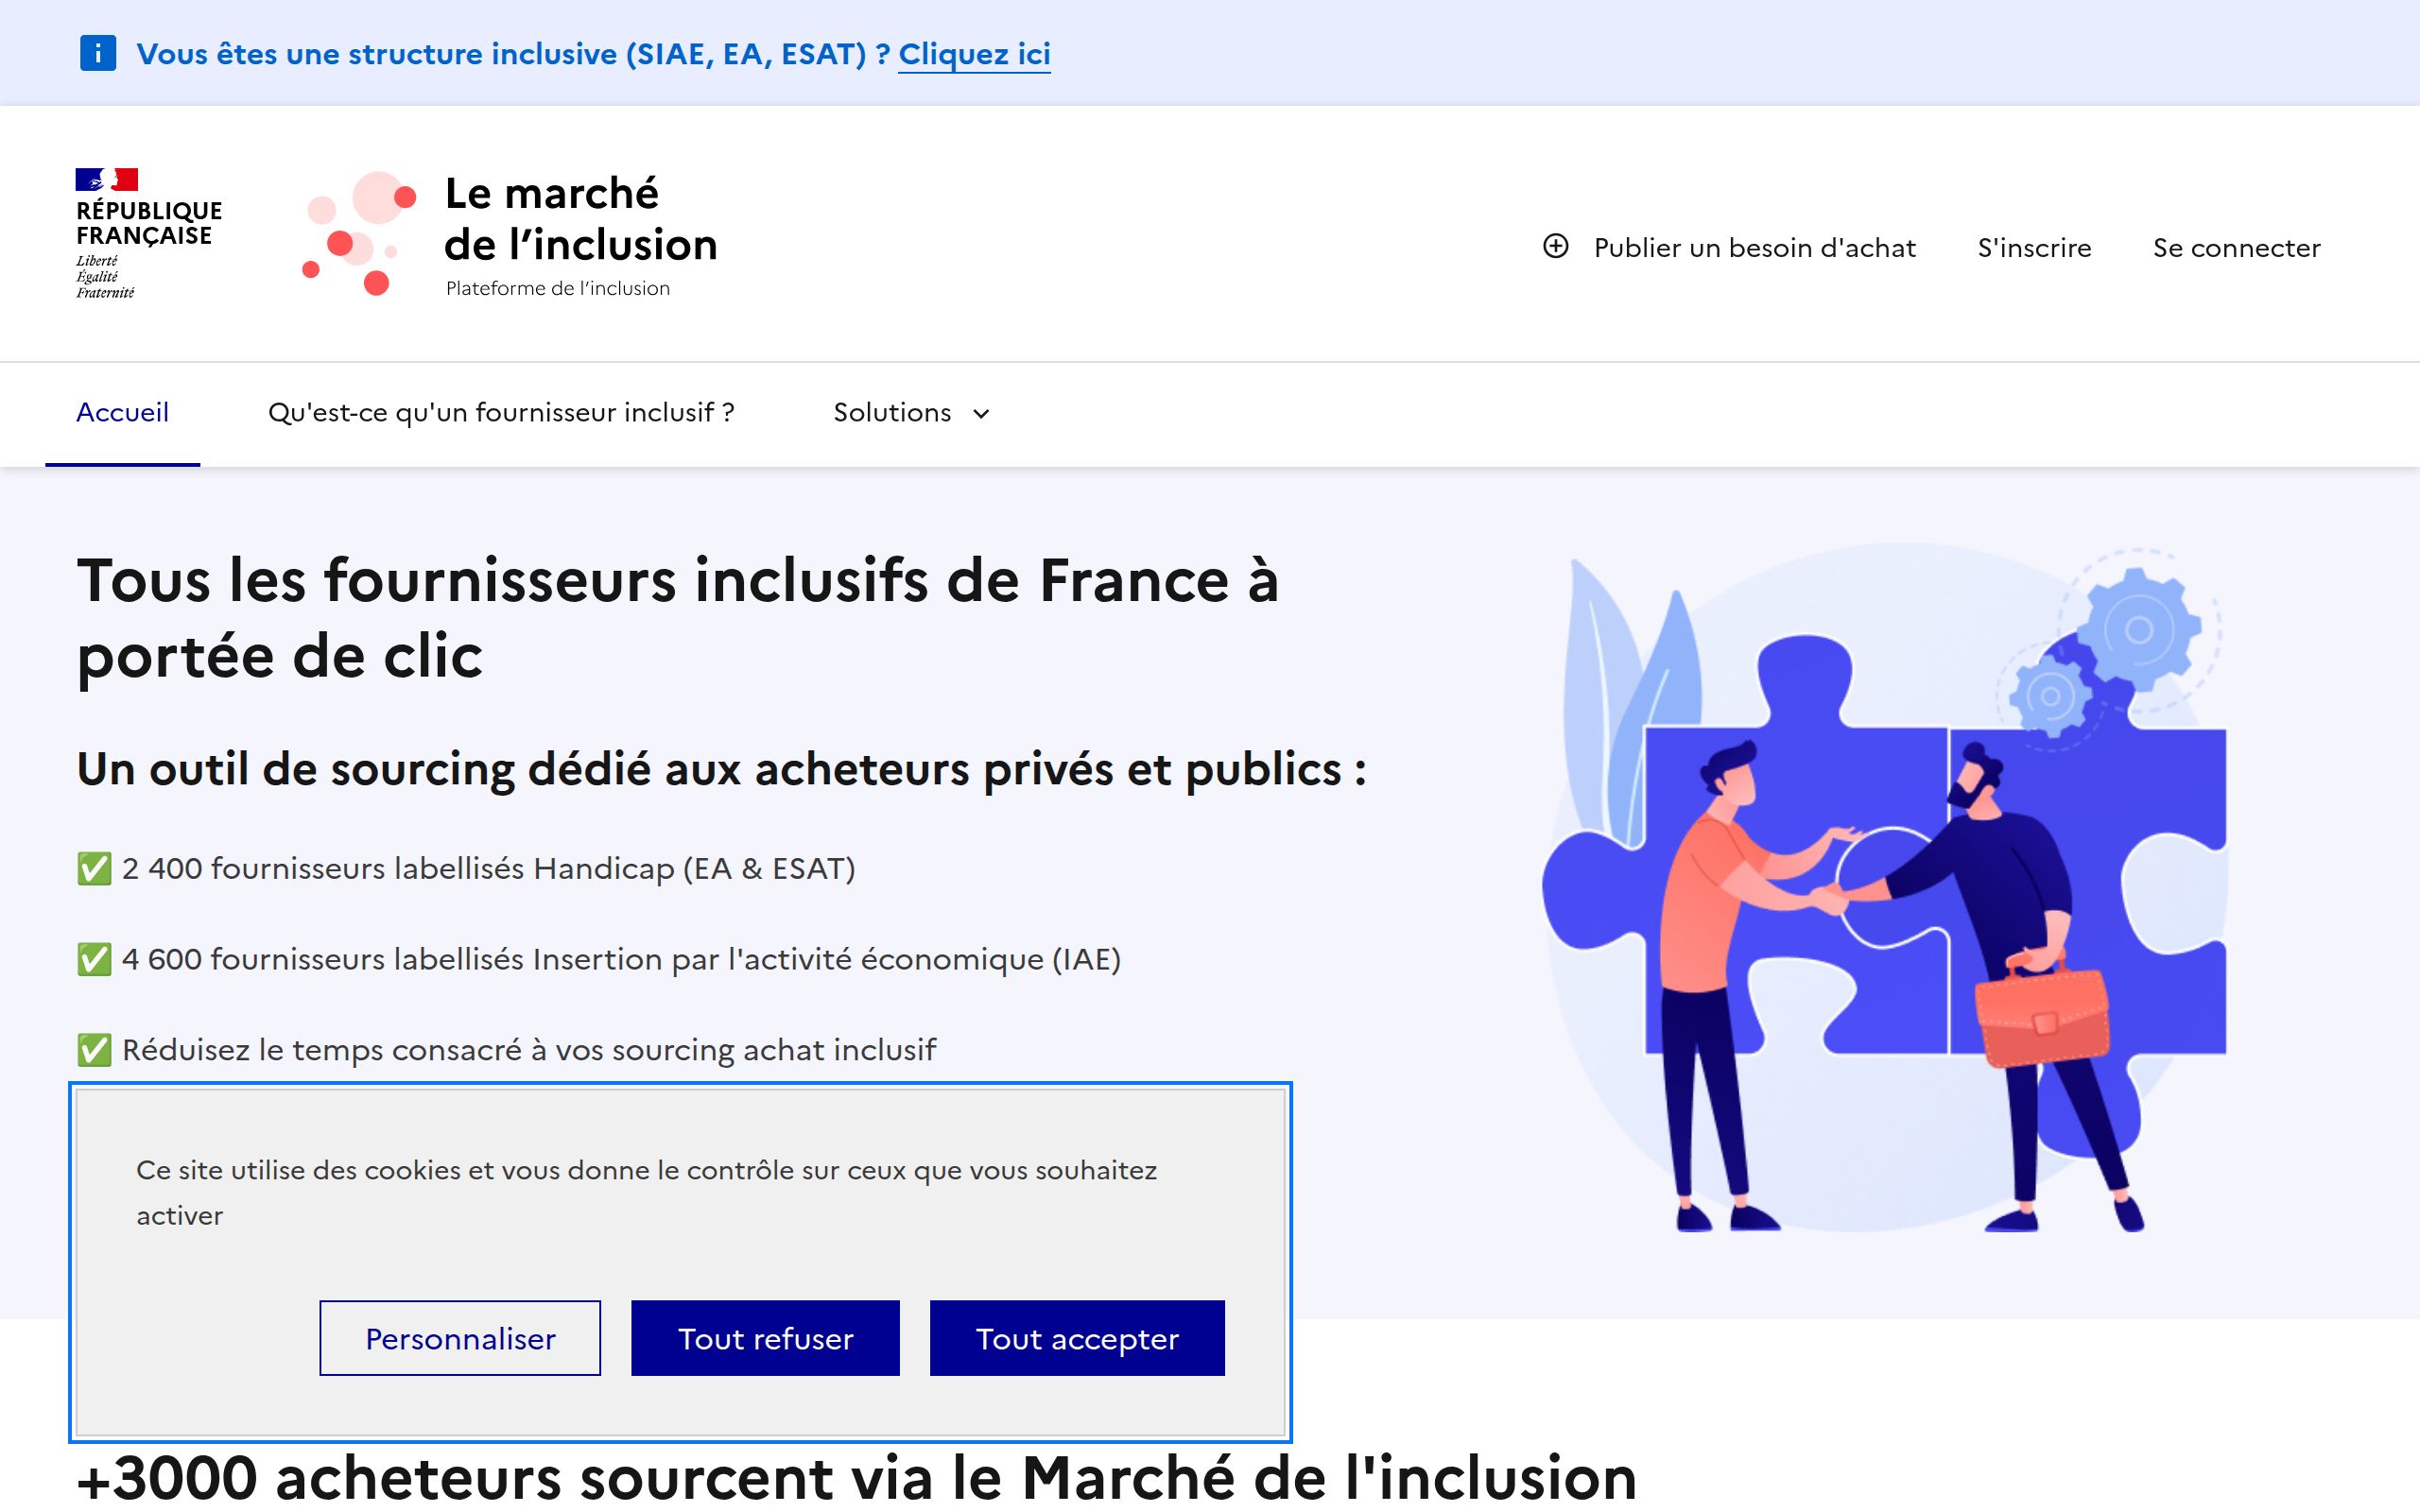 Vous êtes une structure inclusive (SIAE, EA, ESAT) ? Cliquez ici
RÉPUBLIQUE
FRANÇAISE
Liberté
Égalité
Fraternité
Le marché
de l'inclusion
Plateforme de l'inclusion
Publier un besoin d'achat
S'inscrire
Se connecter
Accueil
Qu'est-ce qu'un fournisseur inclusif ?
Solutions
Tous les fournisseurs inclusifs de France à
portée de clic
Un outil de sourcing dédié aux acheteurs privés et publics :
✅ 2 400 fournisseurs labellisés Handicap (EA & ESAT)
✅ 4 600 fournisseurs labellisés Insertion par l'activité économique (IAE)
✅ Réduisez le temps consacré à vos sourcing achat inclusif
Ce site utilise des cookies et vous donne le contrôle sur ceux que vous souhaitez
activer
Personnaliser
Tout refuser
Tout accepter
+3000 acheteurs sourcent via le Marché de l'inclusion